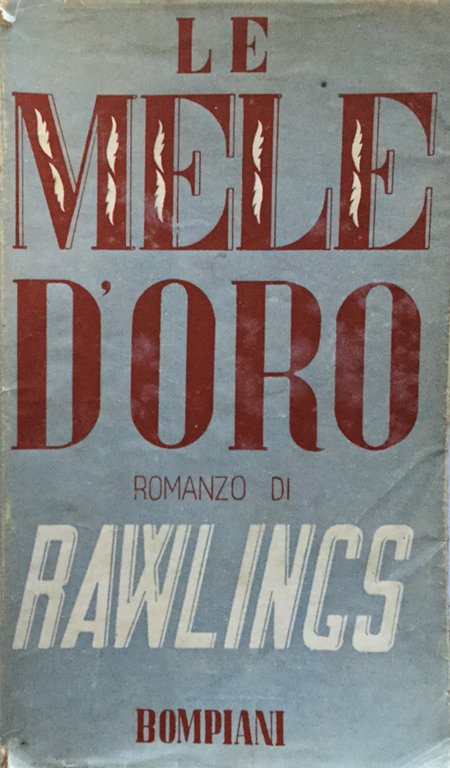 LE
MELE
D'ORO
ROMANZO DI
RAWLINGS
BOMPIANI